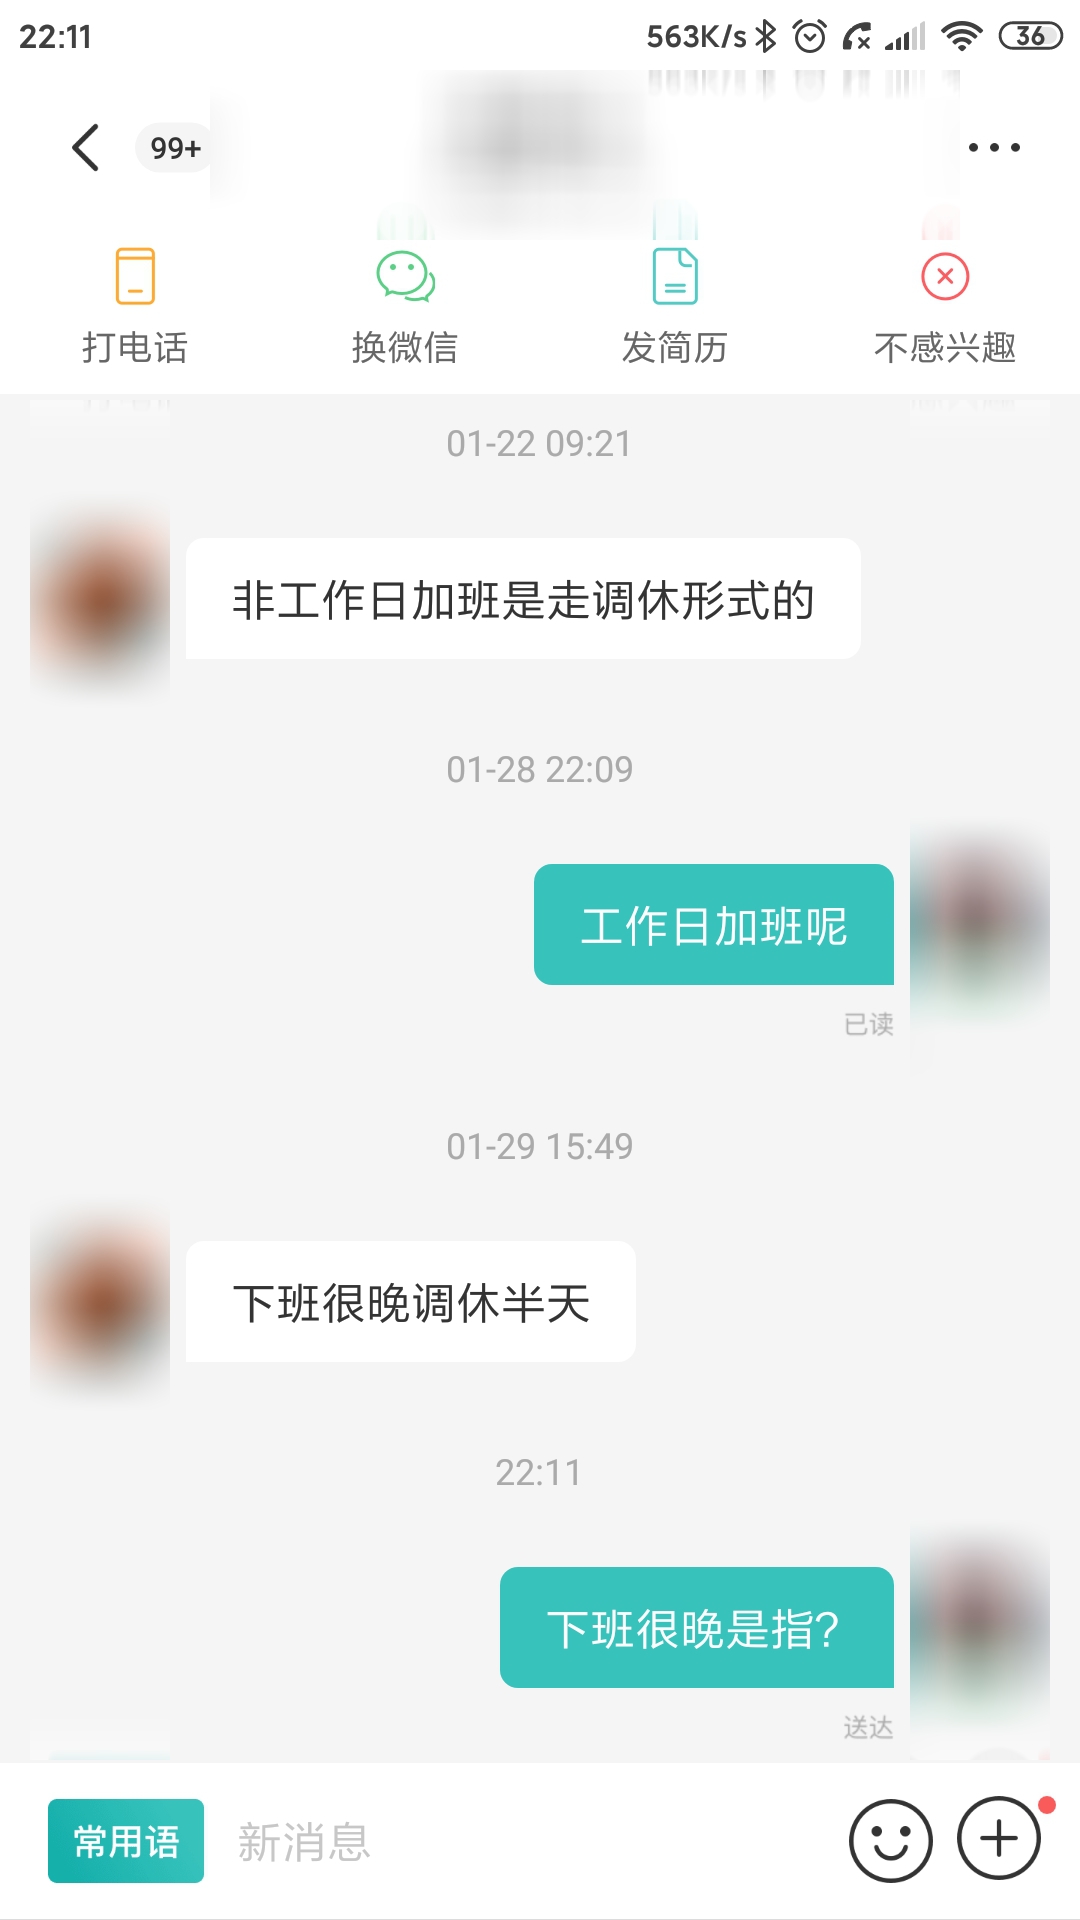 22:11 563K/s 36
99+
打电话 换微信 发简历 不感兴趣
01-22 09:21
非工作日加班是走调休形式的
01-28 22:09
工作日加班呢
已读
01-29 15:49
下班很晚调休半天
22:11
下班很晚是指?
送达
常用语 新消息